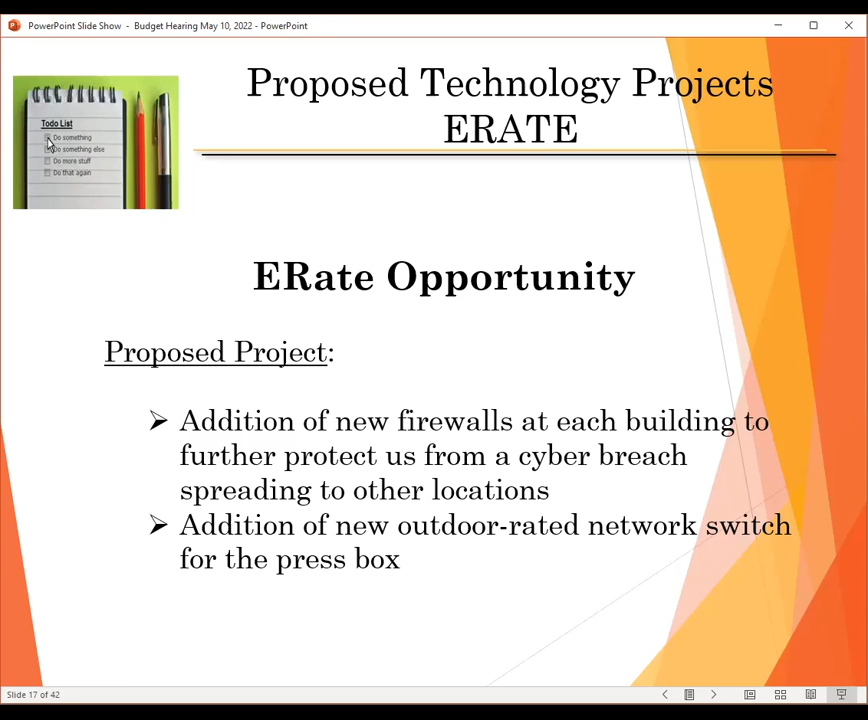 PowerPoint Slide Show - Budget Hearing May 10, 2022 - PowerPoint
Proposed Technology Projects
ERATE
Todo List
Do something
Do something else
Do more stuff
Do that again
ERate Opportunity
Proposed Project:
➢ Addition of new firewalls at each building to
further protect us from a cyber breach
spreading to other locations
➢ Addition of new outdoor-rated network switch
for the press box
Slide 17 of 42